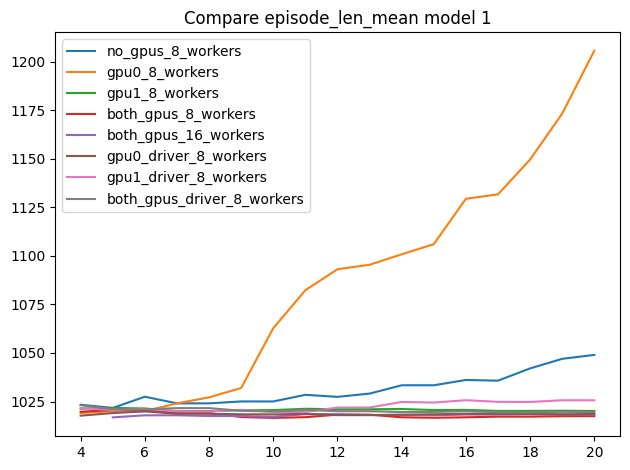 Compare episode_len_mean model 1
no_gpus_8_workers
gpu0_8_workers
gpu1_8_workers
both_gpus_8_workers
both_gpus_16_workers
gpu0_driver_8_workers
gpu1_driver_8_workers
both_gpus_driver_8_workers
1200
1175
1150
1125
1100
1075
1050
1025
4 6 8 10 12 14 16 18 20